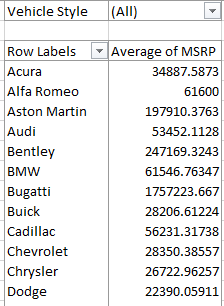 Vehicle Style (All)
Row Labels Average of MSRP
Acura 34887.5873
Alfa Romeo 61600
Aston Martin 197910.3763
Audi 53452.1128
Bentley 247169.3243
BMW 61546.76347
Bugatti 1757223.667
Buick 28206.61224
Cadillac 56231.31738
Chevrolet 28350.38557
Chrysler 26722.96257
Dodge 22390.05911